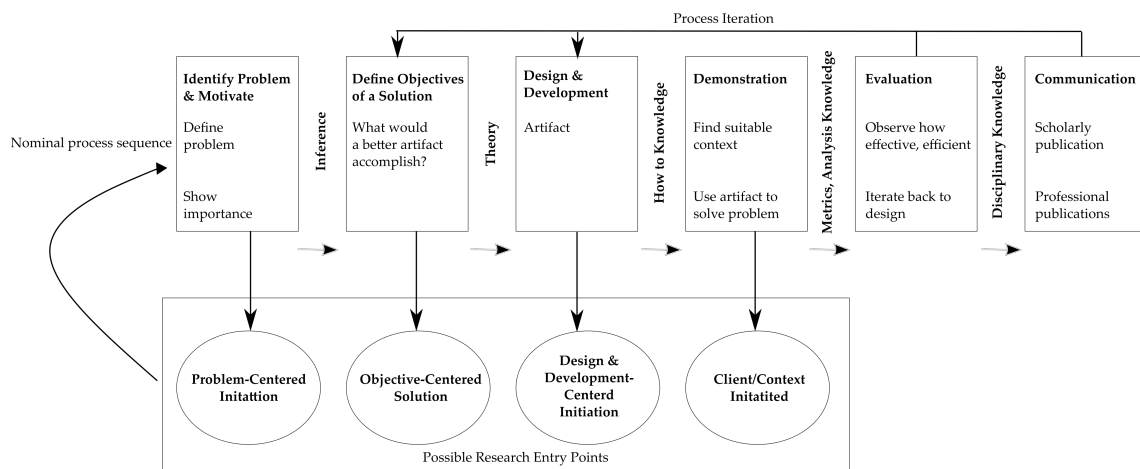 Process Iteration
Identify Problem
& Motivate
Define
problem
Show
importance
Nominal process sequence
Inference
Define Objectives
of a Solution
What would
a better artifact
accomplish?
Theory
Design &
Development
Artifact
How to Knowledge
Demonstration
Find suitable
context
Use artifact to
solve problem
Metrics, Analysis Knowledge
Evaluation
Observe how
effective, efficient
Iterate back to
design
Disciplinary Knowledge
Communication
Scholarly
publication
Professional
publications
Problem-Centered
Initattion
Objective-Centered
Solution
Design &
Development-
Centerd
Initiation
Client/Context
Initatited
Possible Research Entry Points